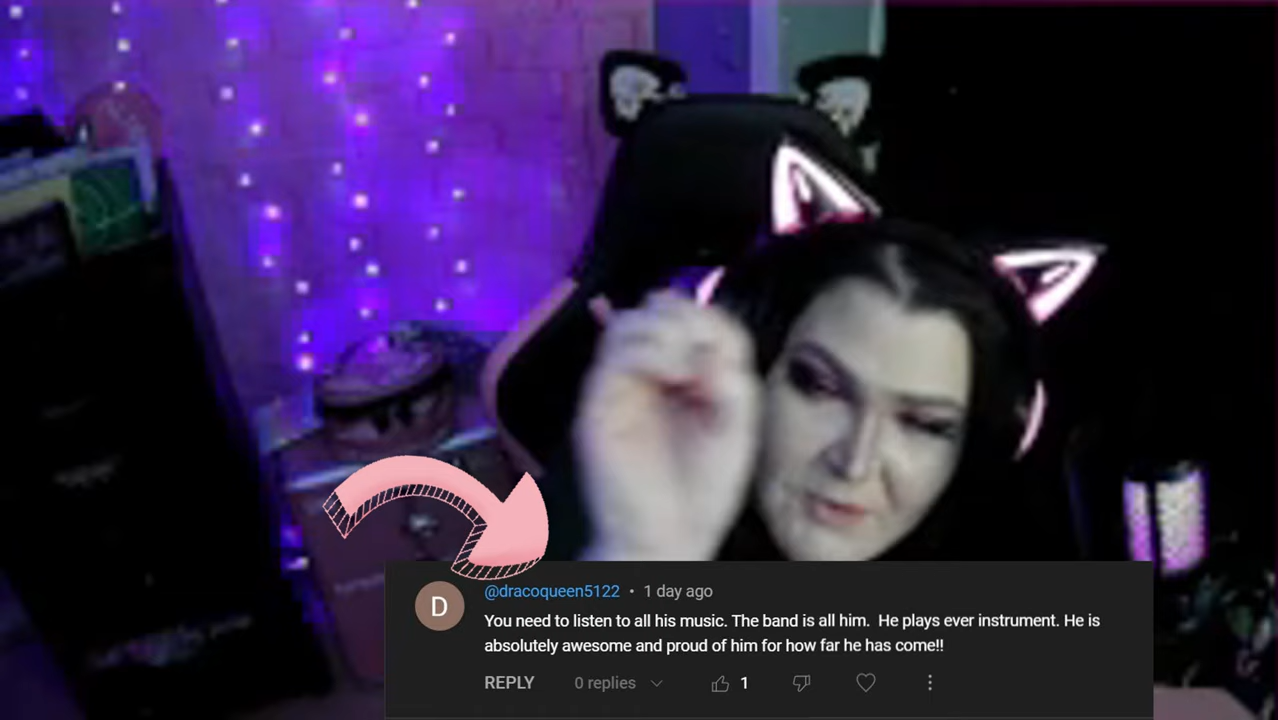 D
@dracoqueen5122 • 1 day ago
You need to listen to all his music. The band is all him.  He plays ever instrument. He is
absolutely awesome and proud of him for how far he has come!!
REPLY 0 replies 1